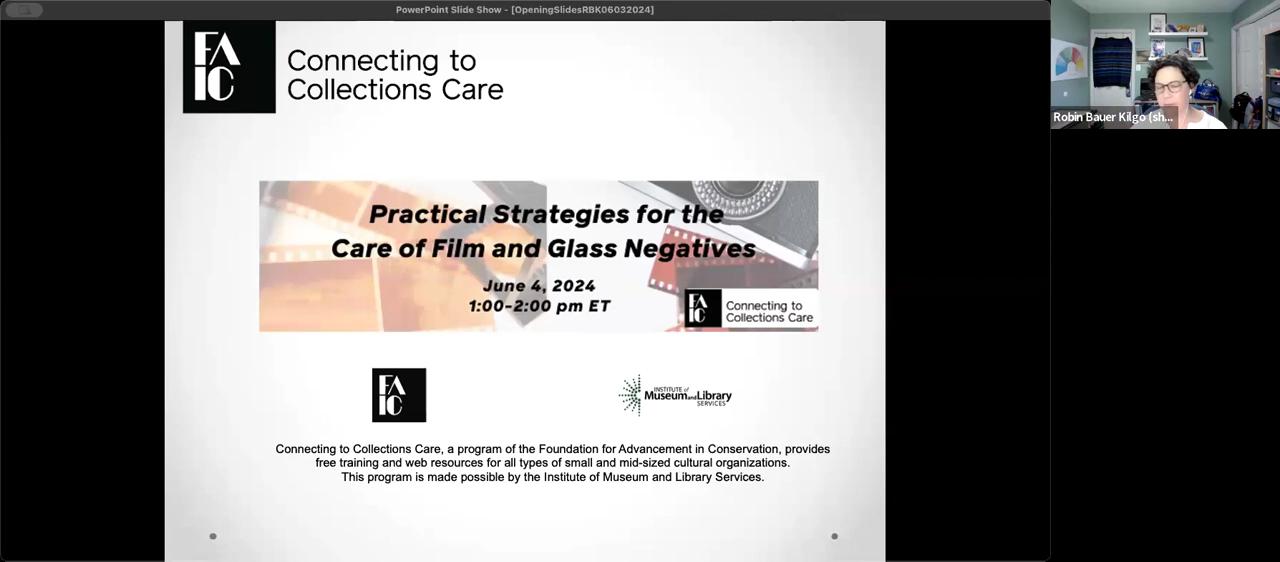 PowerPoint Slide Show - [OpeningSlidesRBK06032024]
FA
IC
Connecting to
Collections Care
Robin Bauer Kilgo (sh...
Practical Strategies for the
Care of Film and Glass Negatives
June 4, 2024
1:00-2:00 pm ET
FA
IC
Connecting to
Collections Care
FA
IC
INSTITUTE of
Museum and Library
SERVICES
Connecting to Collections Care, a program of the Foundation for Advancement in Conservation, provides
free training and web resources for all types of small and mid-sized cultural organizations.
This program is made possible by the Institute of Museum and Library Services.